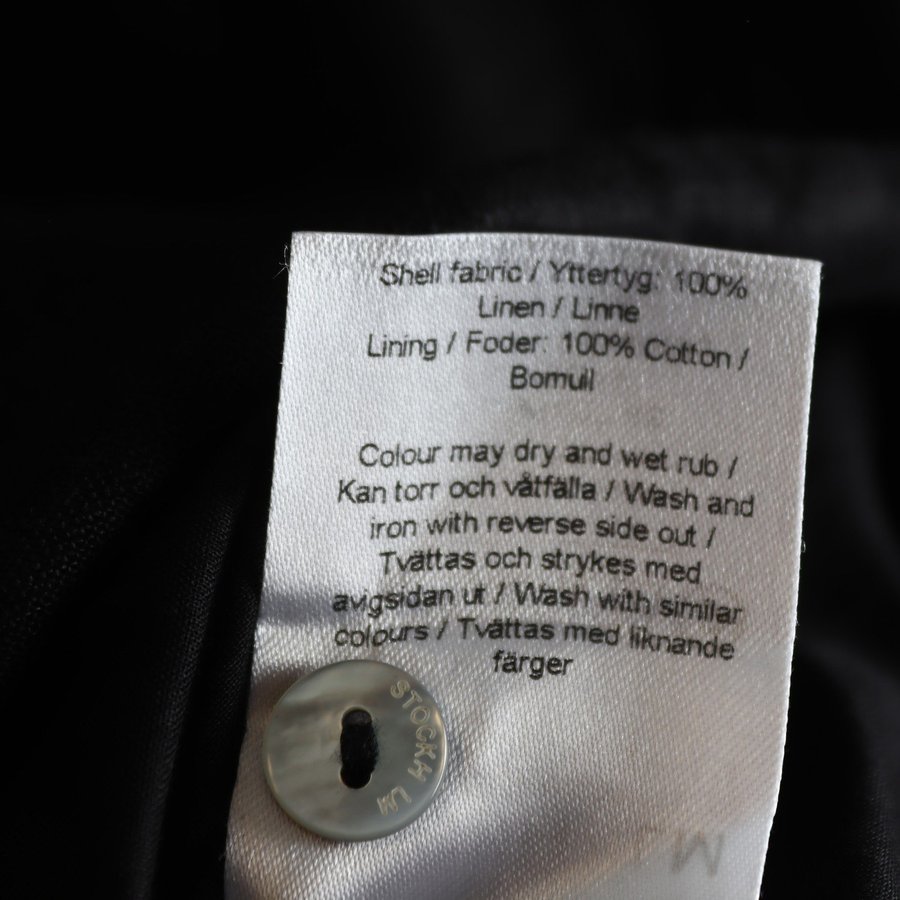 Shell fabric / Yttertyg: 100%
Linen / Linne
Lining / Foder: 100% Cotton /
Bomull
Colour may dry and wet rub /
Kan torr och våtfälla / Wash and
iron with reverse side out /
Tvättas och strykes med
avigsidan ut / Wash with similar
colours / Tvättas med liknande
färger
STOCKH LM
M